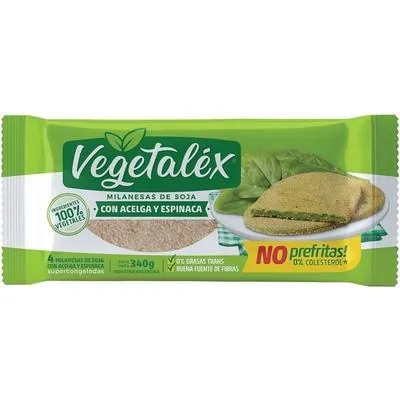 Vegetaléx
MILANESAS DE SOJA
CON ACELGA Y ESPINACA
INGREDIENTES
100%
VEGETALES
4 MILANESAS DE SOJA
CON ACELGA Y ESPINACA
supercongeladas
340g
INDUSTRIA ARGENTINA
0% GRASAS TRANS
BUENA FUENTE DE FIBRAS
NO prefritas!
0% COLESTEROL*